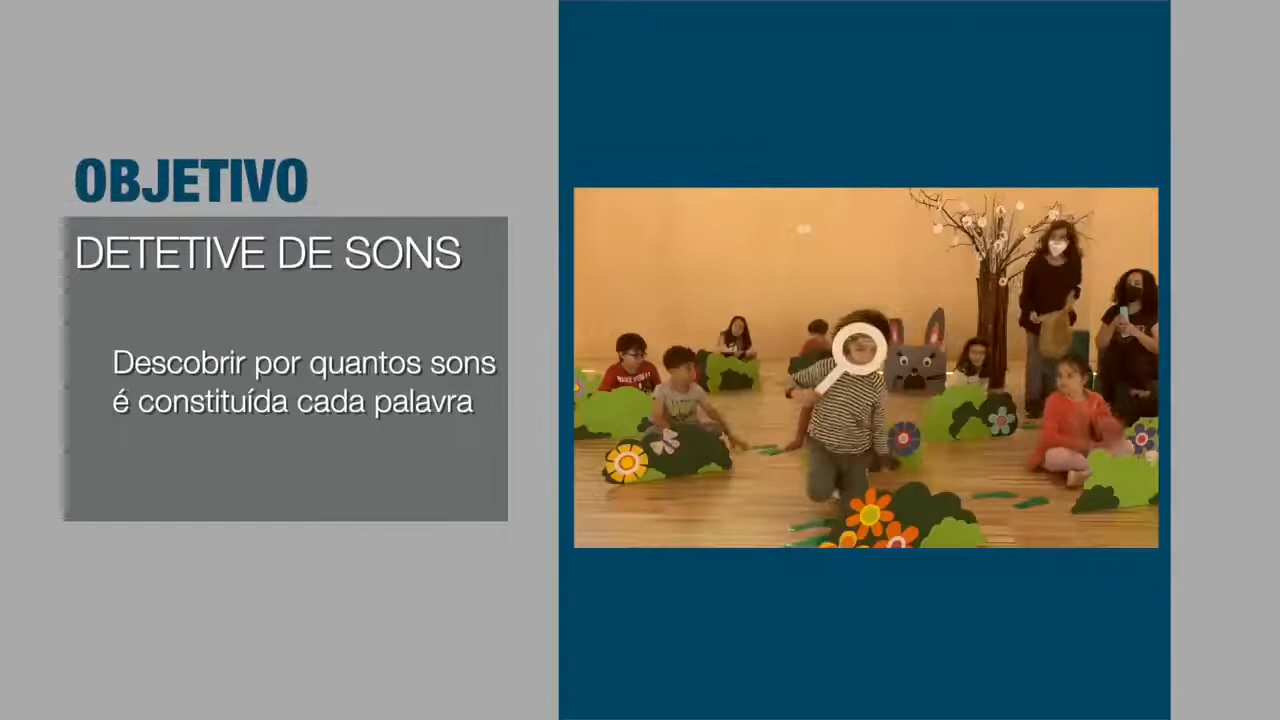 OBJETIVO
DETETIVE DE SONS
Descobrir por quantos sons
é constituída cada palavra